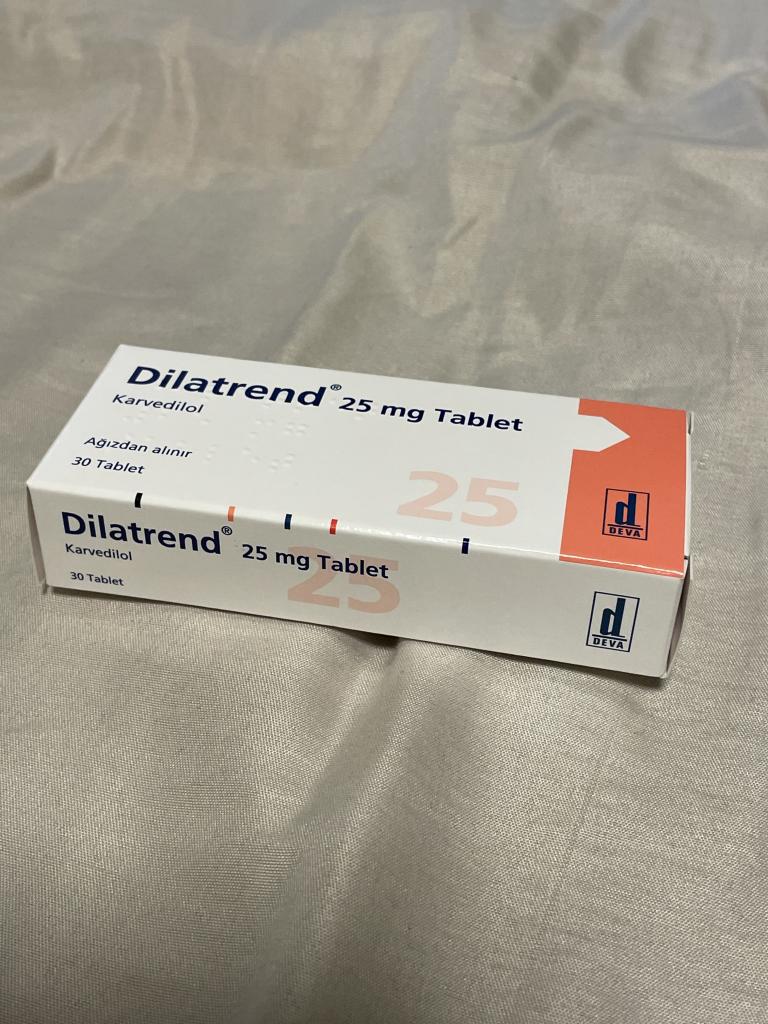 Dilatrend® 25 mg Tablet
Karvedilol
Ağızdan alınır
30 Tablet
25
d
DEVA
Dilatrend® 25 mg Tablet
Karvedilol
30 Tablet
25
d
DEVA